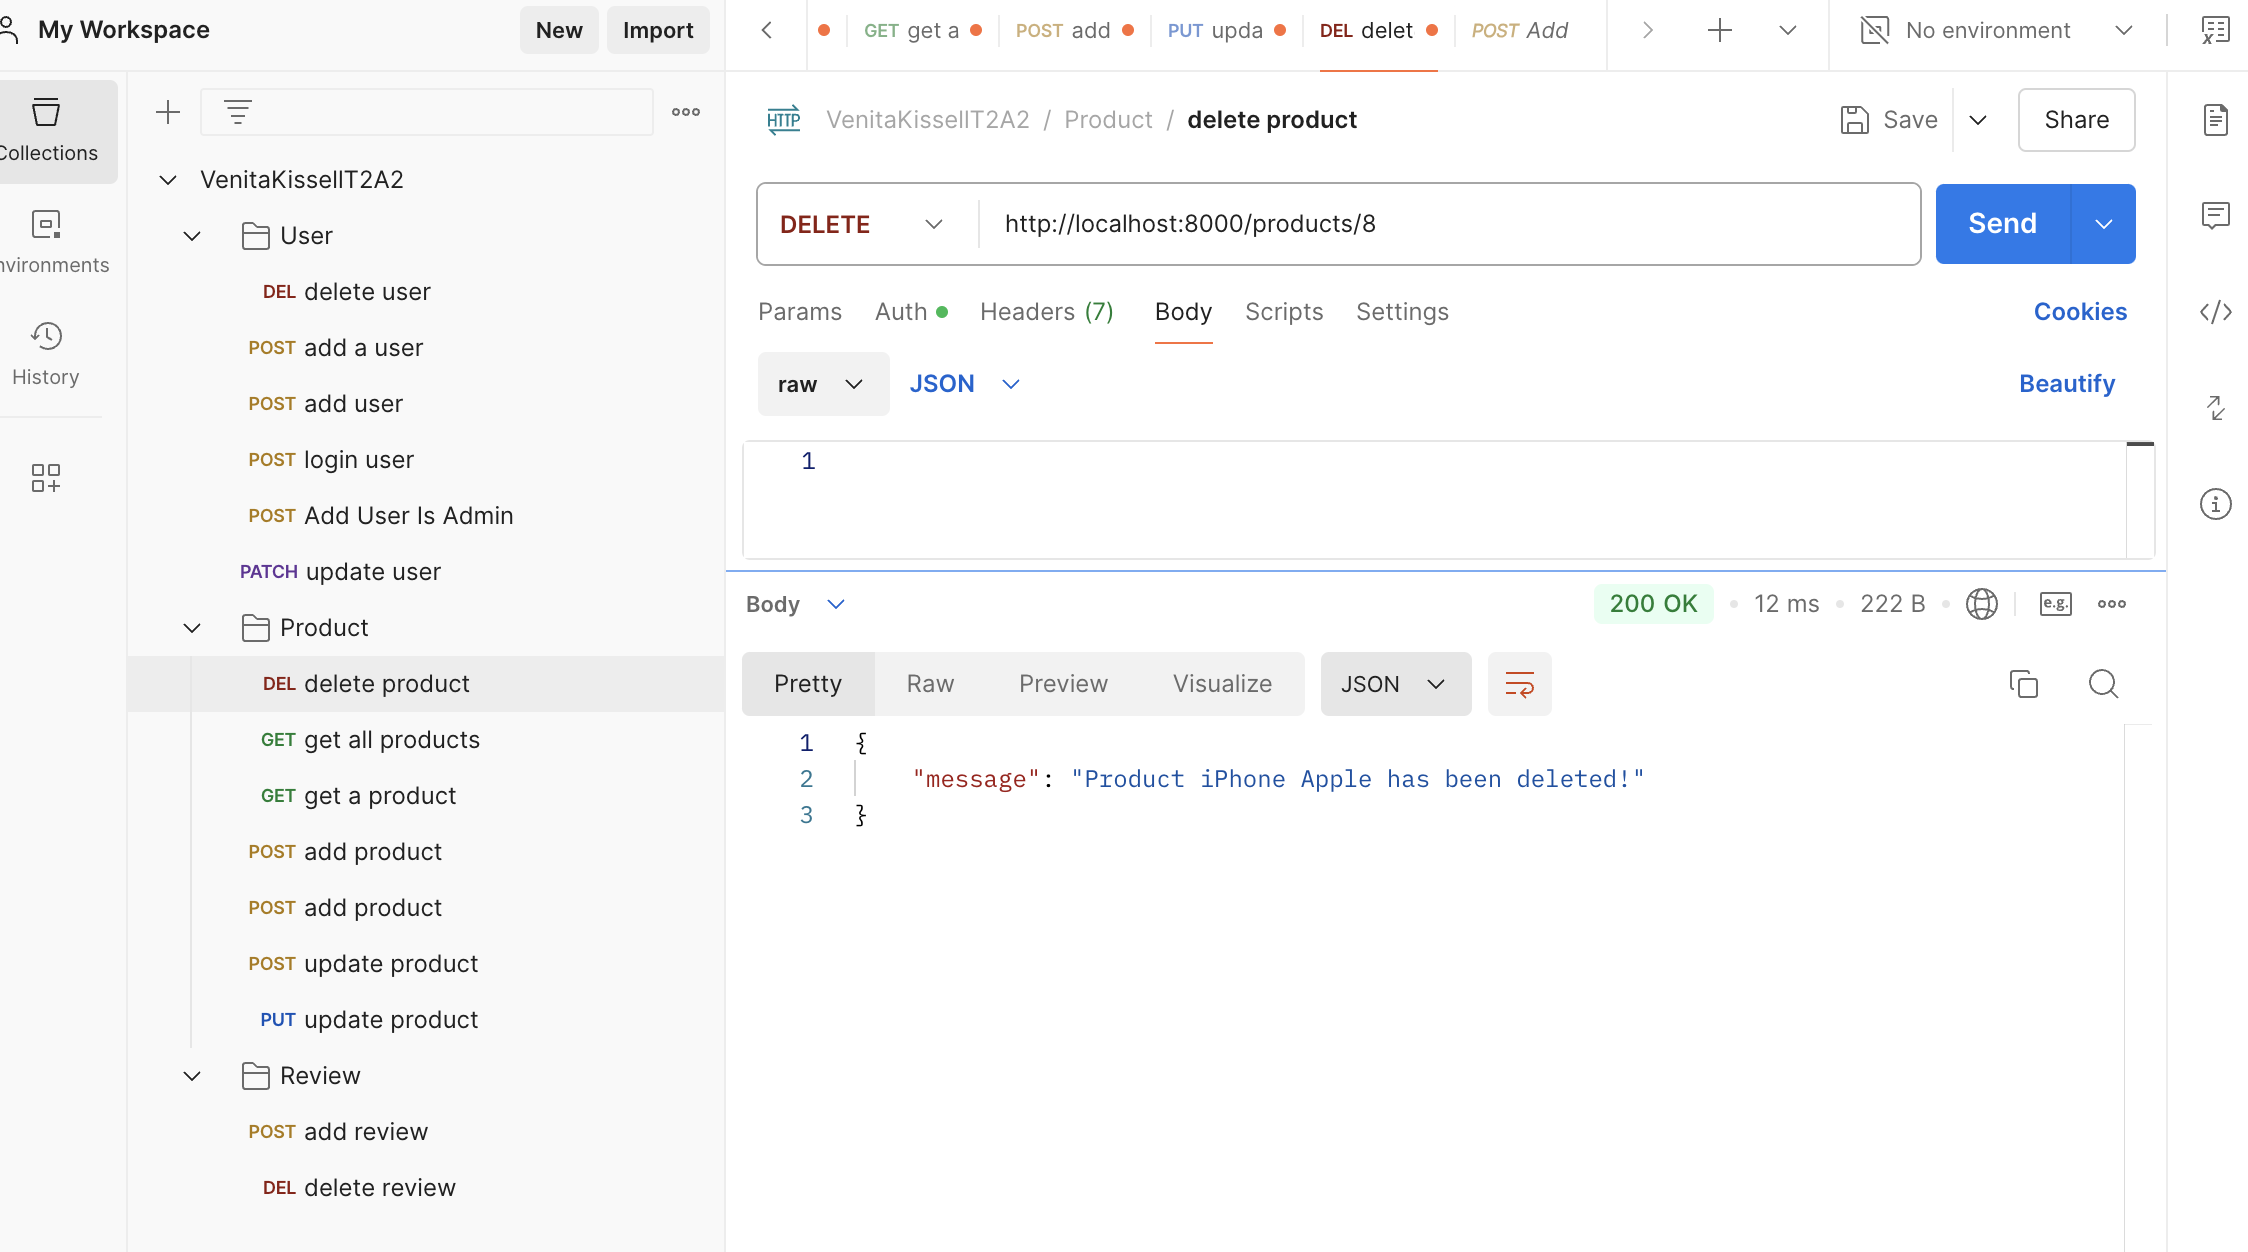 My Workspace
New
Import
GET get a
POST add
PUT upda
DEL delet
POST Add
No environment
Collections
nvironments
History
VenitaKissellT2A2
User
DEL delete user
POST add a user
POST add user
POST login user
POST Add User Is Admin
PATCH update user
Product
DEL delete product
GET get all products
GET get a product
POST add product
POST add product
POST update product
PUT update product
Review
POST add review
DEL delete review
HTTP VenitaKissellT2A2 / Product / delete product
Save
Share
DELETE http://localhost:8000/products/8
Send
Params Auth Headers (7) Body Scripts Settings Cookies
raw JSON Beautify
1
Body 200 OK 12 ms 222 B e.g.
Pretty Raw Preview Visualize JSON
1 {
2 "message": "Product iPhone Apple has been deleted!"
3 }